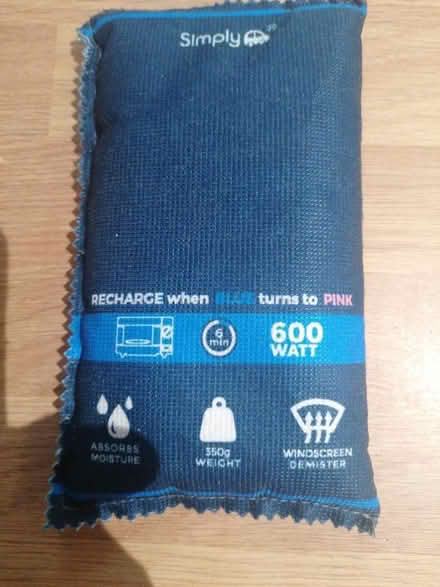 Simply
RECHARGE when BLUE turns to PINK
6
min
600
WATT
ABSORBS
MOISTURE
350g
WEIGHT
WINDSCREEN
DEMISTER